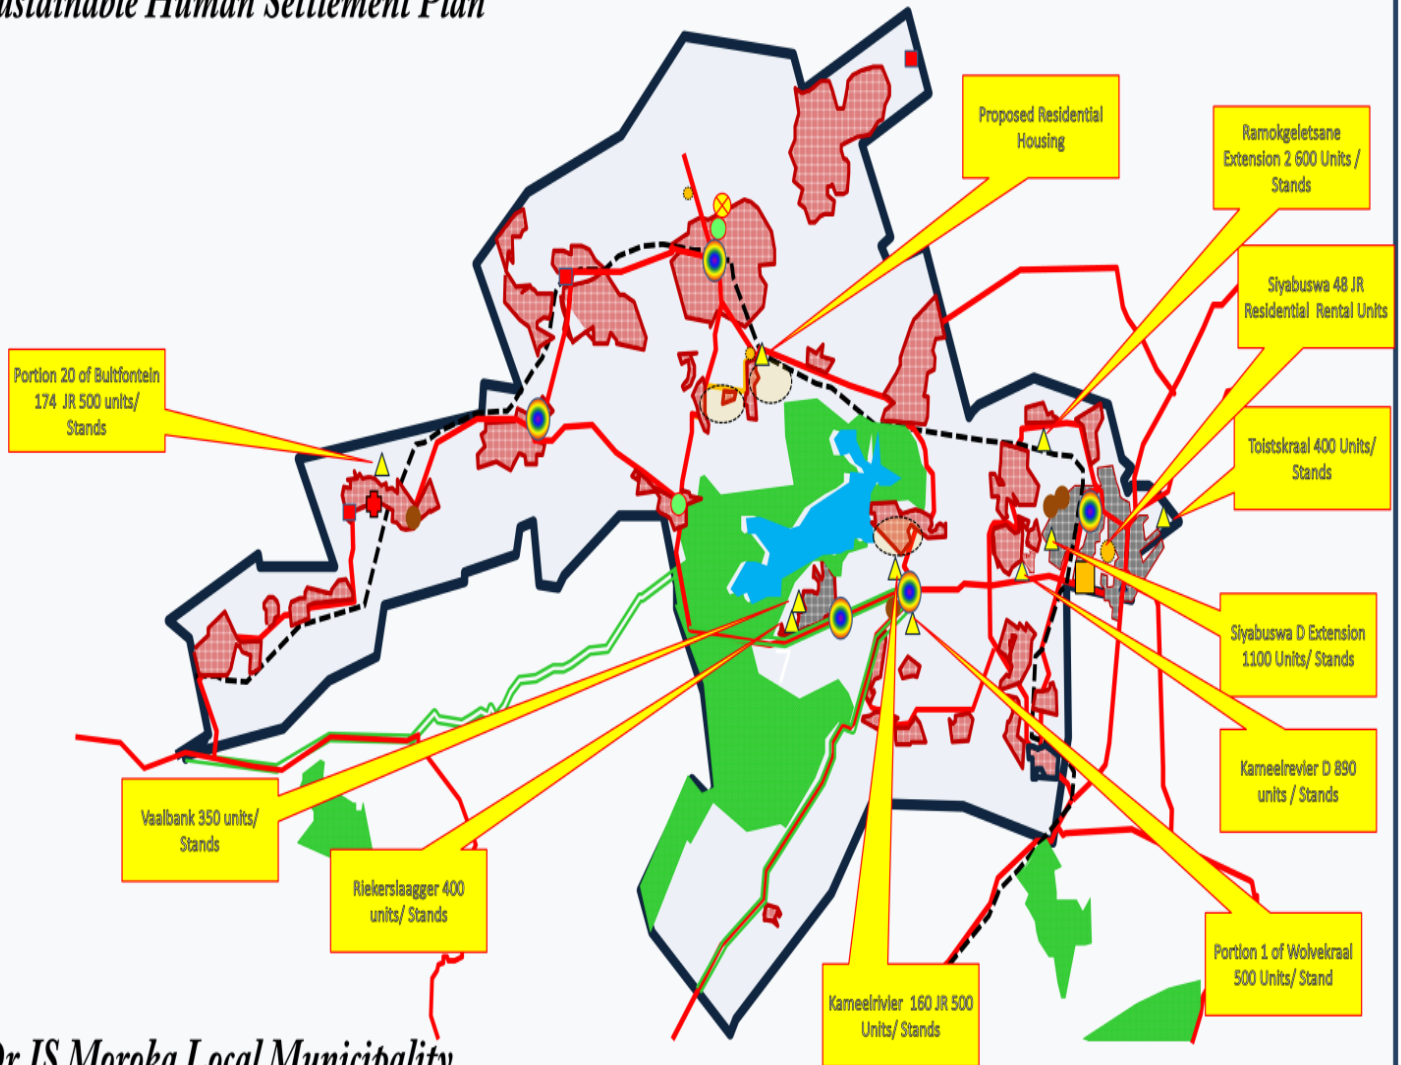 ustainable Human Settlement Plan
Proposed Residential
Housing
Ramokgeletsane
Extension 2 600 Units /
Stands
Siyabuswa 48 JR
Residential Rental Units
Portion 20 of Bultfontein
174 JR 500 units/
Stands
Toistskraal 400 Units/
Stands
Siyabuswa D Extension
1100 Units/ Stands
Kameelrevier D 890
units / Stands
Vaalbank 350 units/
Stands
Riekerslaagger 400
units/ Stands
Portion 1 of Wolvekraal
500 Units/ Stand
Kameelrivier 160 JR 500
Units/ Stands
Dr JS Moroka Local Municipality